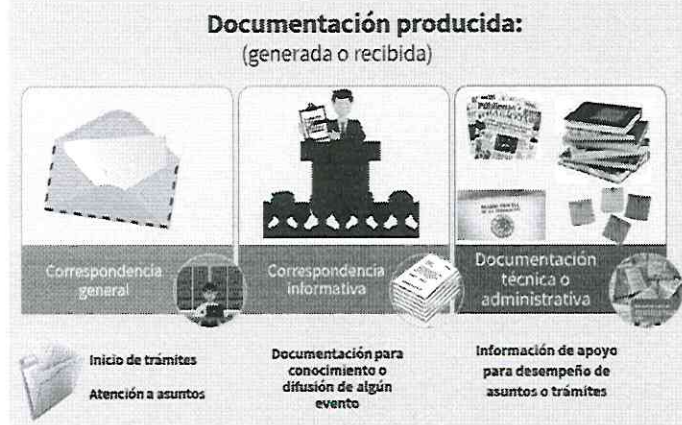 Documentación producida:
(generada o recibida)
Correspondencia
general
Correspondencia
informativa
Documentación
técnica o
administrativa
Inicio de trámites
Atención a asuntos
Documentación para
conocimiento o
difusión de algún
evento
Información de apoyo
para desempeño de
asuntos o trámites